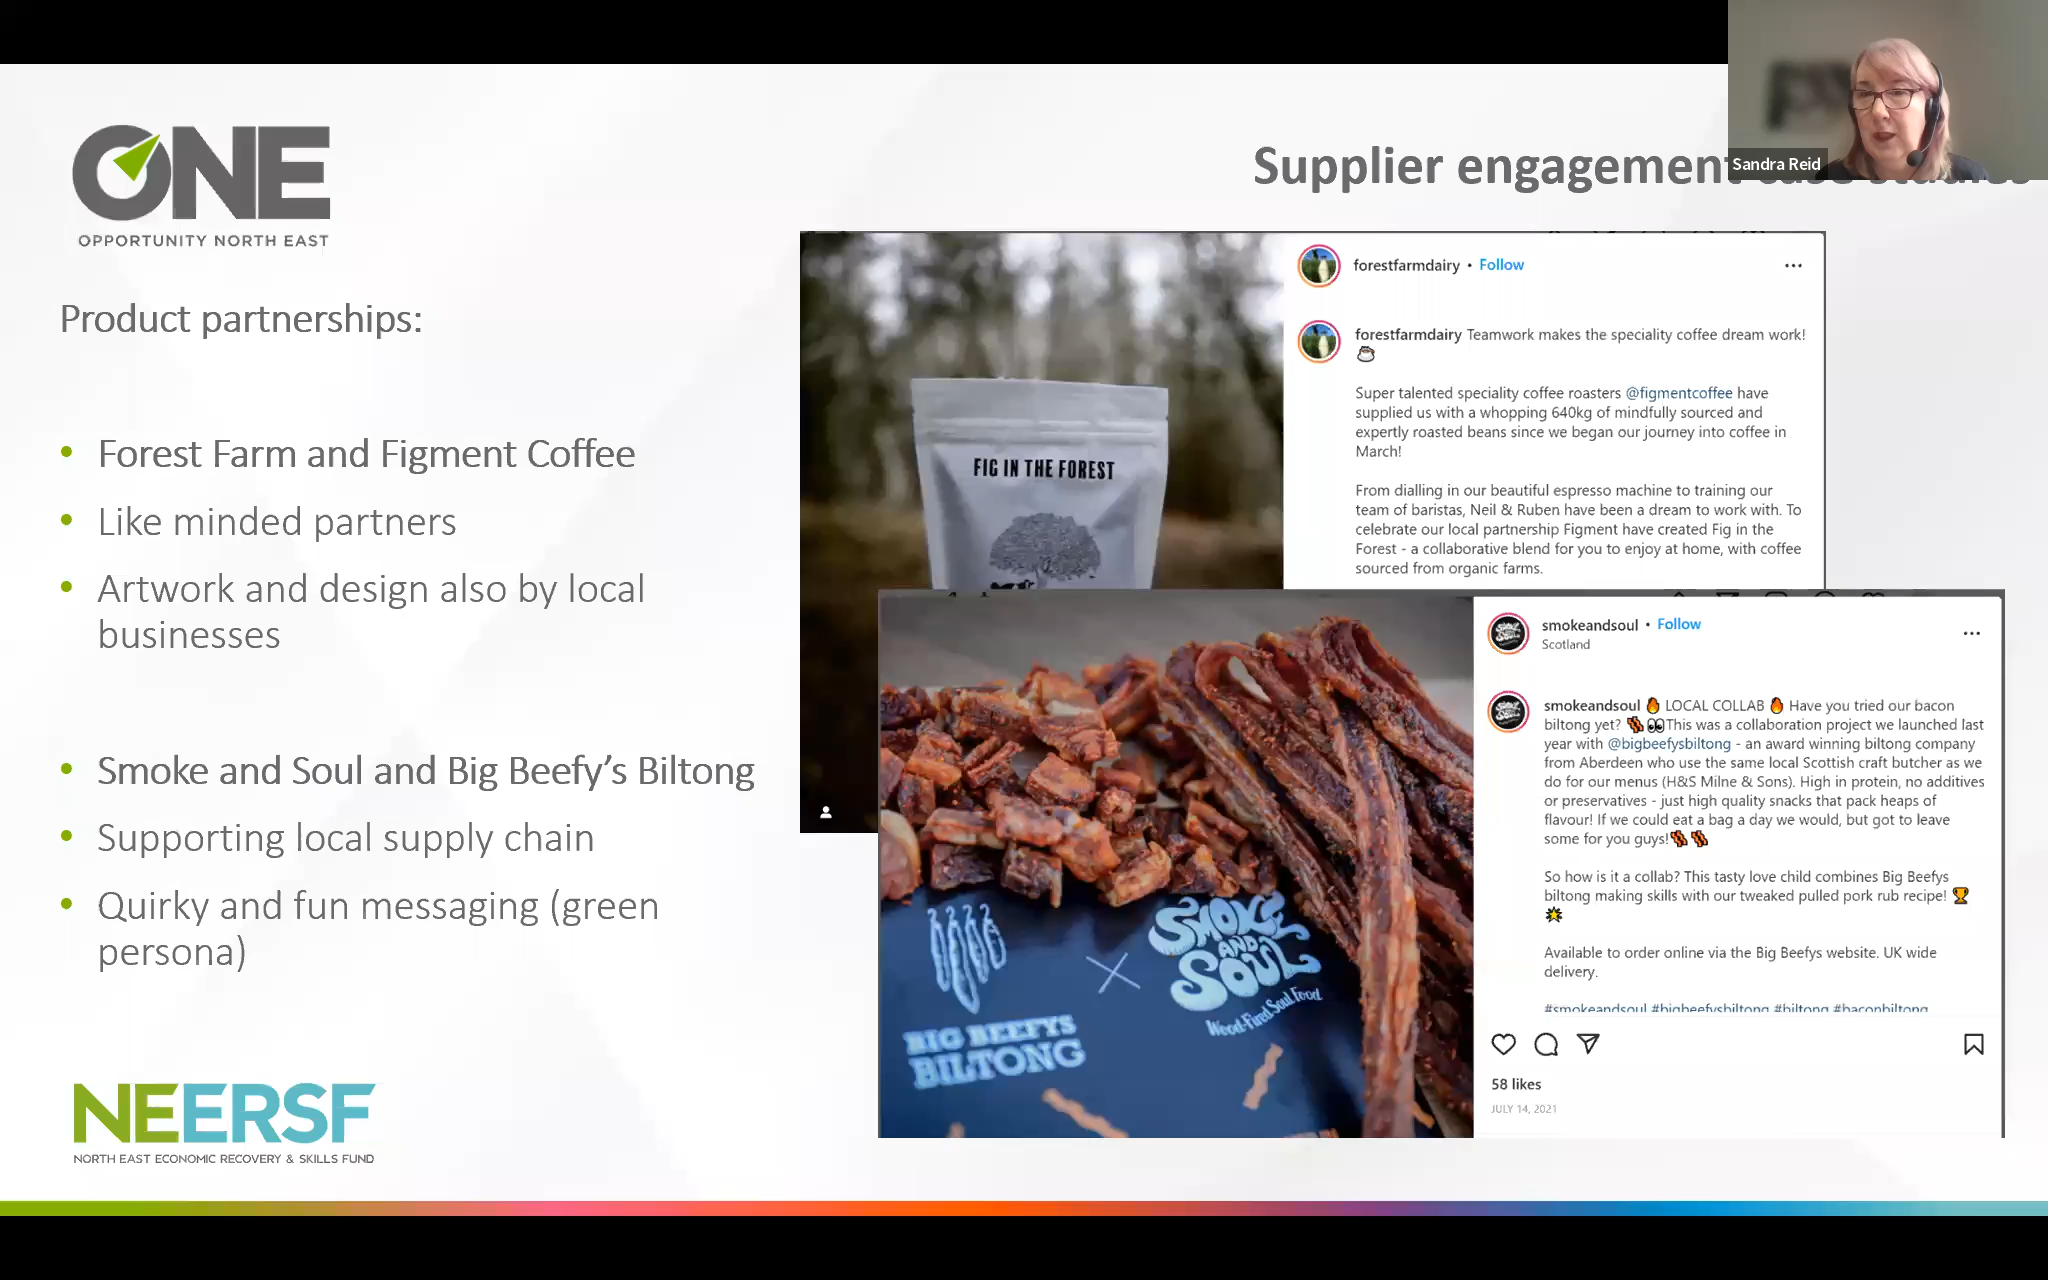 ONE
OPPORTUNITY NORTH EAST
Supplier engagement case studies
Sandra Reid
Product partnerships:
• Forest Farm and Figment Coffee
• Like minded partners
• Artwork and design also by local
businesses
• Smoke and Soul and Big Beefy’s Biltong
• Supporting local supply chain
• Quirky and fun messaging (green
persona)
NEERSF
NORTH EAST ECONOMIC RECOVERY & SKILLS FUND
FIG IN THE FOREST
forestfarmdairy • Follow
forestfarmdairy Teamwork makes the speciality coffee dream work!
☕
Super talented speciality coffee roasters @figmentcoffee have
supplied us with a whopping 640kg of mindfully sourced and
expertly roasted beans since we began our journey into coffee in
March!
From dialling in our beautiful espresso machine to training our
team of baristas, Neil & Ruben have been a dream to work with. To
celebrate our local partnership Figment have created Fig in the
Forest - a collaborative blend for you to enjoy at home, with coffee
sourced from organic farms.
BIG BEEFYS
BILTONG
SMOKE
AND
SOUL
Wood-Fired Soul Food
smokeandsoul • Follow
Scotland
smokeandsoul 🔥 LOCAL COLLAB 🔥 Have you tried our bacon
biltong yet? 🥓👀This was a collaboration project we launched last
year with @bigbeefysbiltong - an award winning biltong company
from Aberdeen who use the same local Scottish craft butcher as we
do for our menus (H&S Milne & Sons). High in protein, no additives
or preservatives - just high quality snacks that pack heaps of
flavour! If we could eat a bag a day we would, but got to leave
some for you guys!🥓🥓
So how is it a collab? This tasty love child combines Big Beefys
biltong making skills with our tweaked pulled pork rub recipe! 🏆
🌟
Available to order online via the Big Beefys website. UK wide
delivery.
#smokeandsoul #bigbeefysbiltong #biltong #baconbiltong
58 likes
JULY 14, 2021